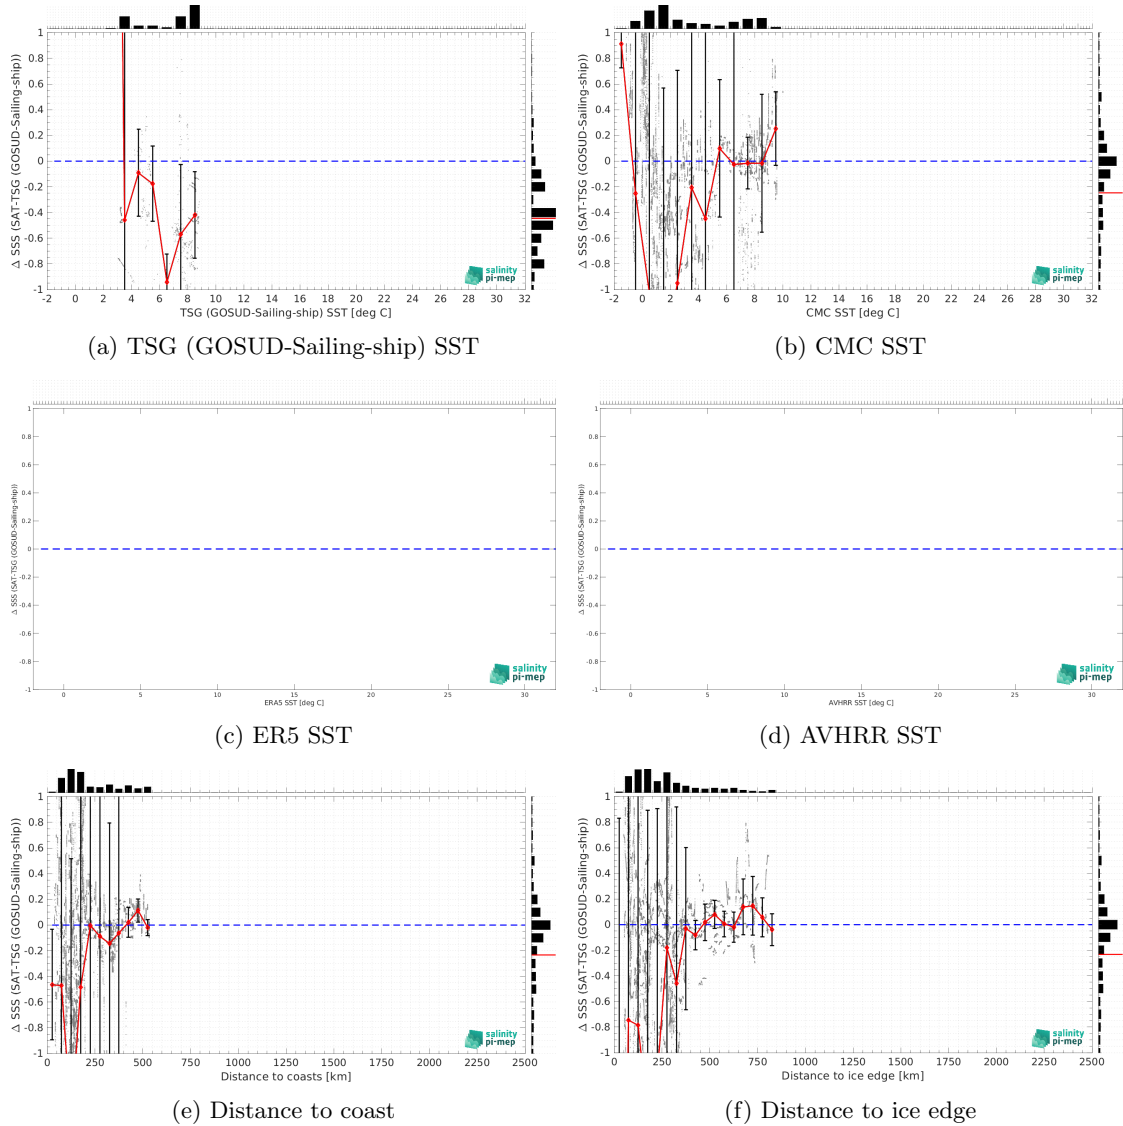 1
0.8
0.6
0.4
0.2
0
-0.2
-0.4
-0.6
-0.8
-1
Δ SSS (SAT-TSG (GOSUD-Sailing-ship))
-2 0 2 4 6 8 10 12 14 16 18 20 22 24 26 28 30 32
TSG (GOSUD-Sailing-ship) SST [deg C]
salinity
pi-mep
(a) TSG (GOSUD-Sailing-ship) SST
1
0.8
0.6
0.4
0.2
0
-0.2
-0.4
-0.6
-0.8
-1
Δ SSS (SAT-TSG (GOSUD-Sailing-ship))
-2 0 2 4 6 8 10 12 14 16 18 20 22 24 26 28 30 32
CMC SST [deg C]
salinity
pi-mep
(b) CMC SST
1
0.8
0.6
0.4
0.2
0
-0.2
-0.4
-0.6
-0.8
-1
Δ SSS (SAT-TSG (GOSUD-Sailing-ship))
0 5 10 15 20 25 30
ERA5 SST [deg C]
salinity
pi-mep
(c) ER5 SST
1
0.8
0.6
0.4
0.2
0
-0.2
-0.4
-0.6
-0.8
-1
Δ SSS (SAT-TSG (GOSUD-Sailing-ship))
0 5 10 15 20 25 30
AVHRR SST [deg C]
salinity
pi-mep
(d) AVHRR SST
1
0.8
0.6
0.4
0.2
0
-0.2
-0.4
-0.6
-0.8
-1
Δ SSS (SAT-TSG (GOSUD-Sailing-ship))
0 250 500 750 1000 1250 1500 1750 2000 2250 2500
Distance to coasts [km]
salinity
pi-mep
(e) Distance to coast
1
0.8
0.6
0.4
0.2
0
-0.2
-0.4
-0.6
-0.8
-1
Δ SSS (SAT-TSG (GOSUD-Sailing-ship))
0 250 500 750 1000 1250 1500 1750 2000 2250 2500
Distance to ice edge [km]
salinity
pi-mep
(f) Distance to ice edge